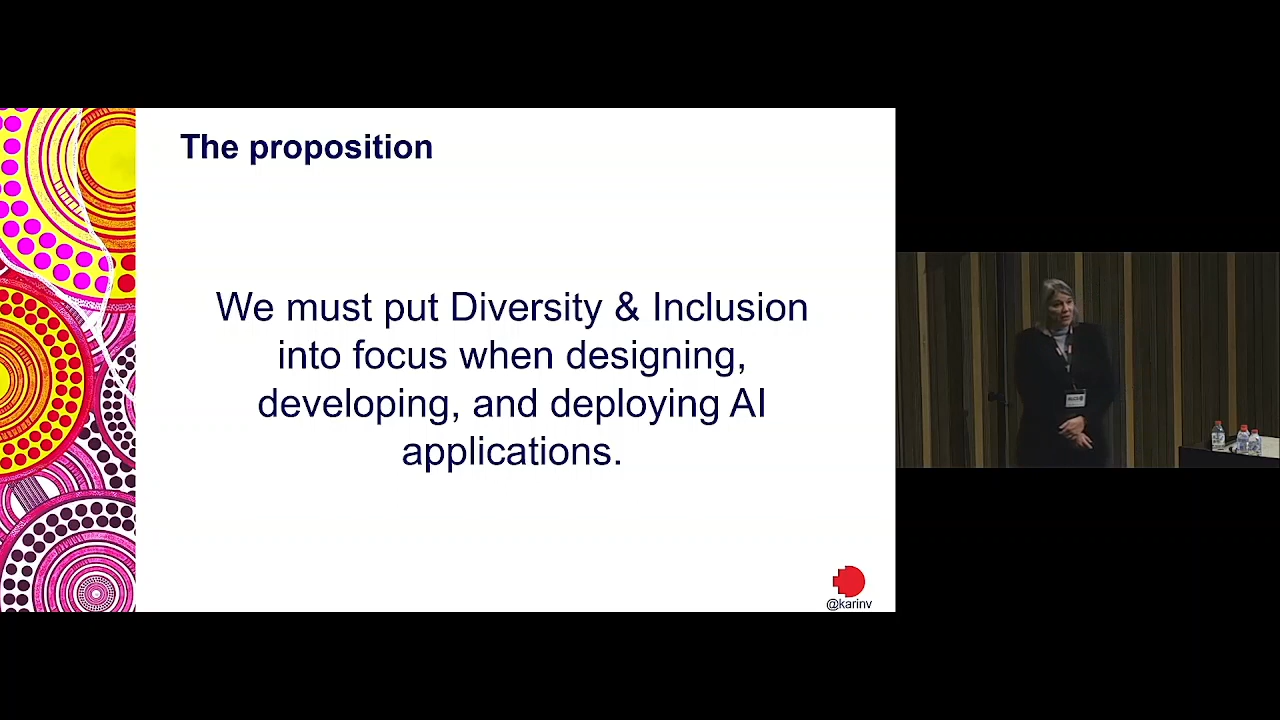 The proposition
We must put Diversity & Inclusion
into focus when designing,
developing, and deploying AI
applications.
@karinv